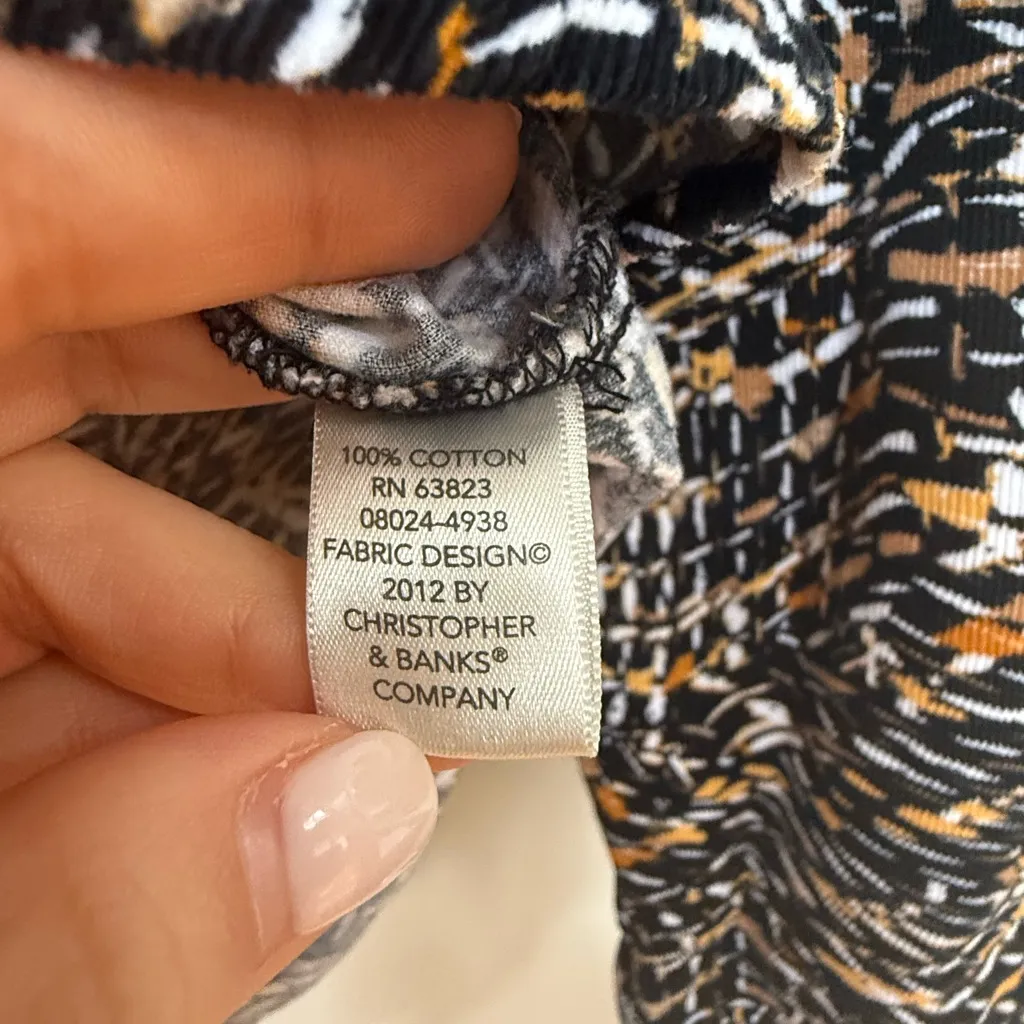 100% COTTON
RN 63823
08024-4938
FABRIC DESIGN©
2012 BY
CHRISTOPHER
& BANKS®
COMPANY